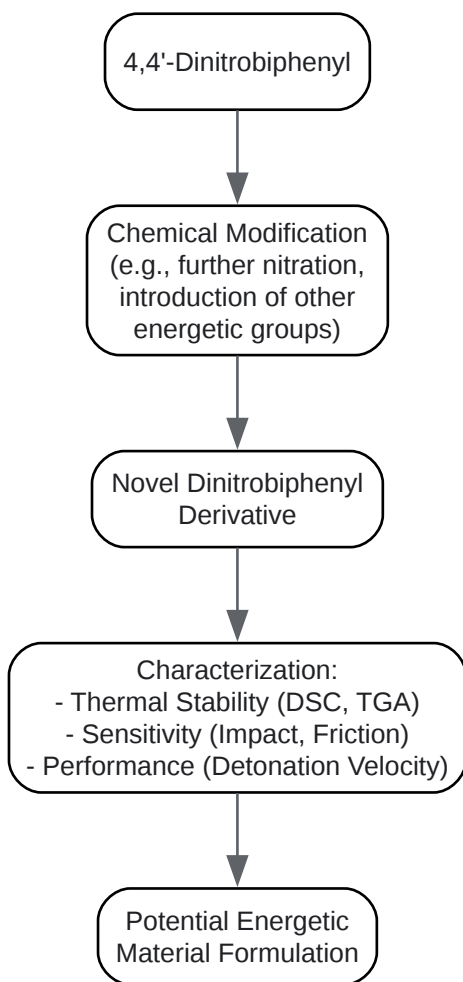 4,4'-Dinitrobiphenyl
Chemical Modification
(e.g., further nitration,
introduction of other
energetic groups)
Novel Dinitrobiphenyl
Derivative
Characterization:
- Thermal Stability (DSC, TGA)
- Sensitivity (Impact, Friction)
- Performance (Detonation Velocity)
Potential Energetic
Material Formulation